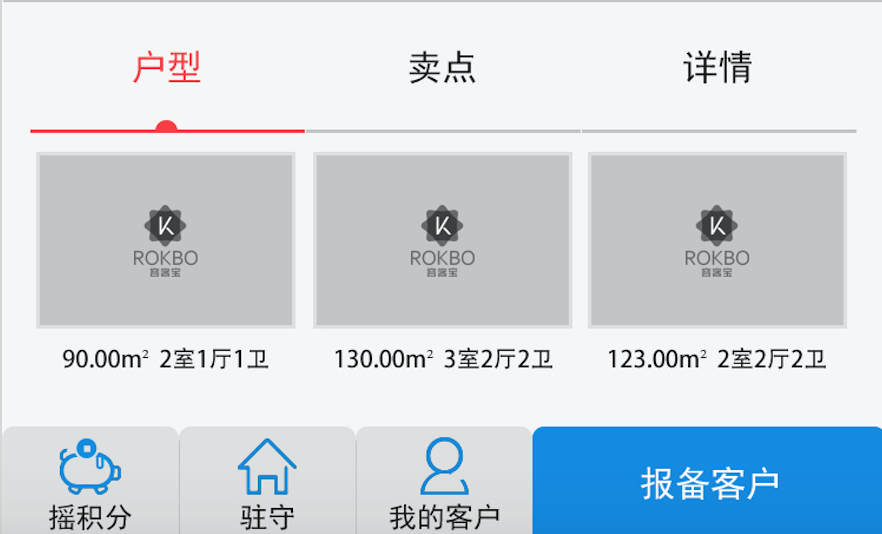 户型 卖点 详情
K K K
ROKBO ROKBO ROKBO
容客宝 容客宝 容客宝
90.00m² 2室1厅1卫 130.00m² 3室2厅2卫 123.00m² 2室2厅2卫
摇积分 驻守 我的客户 报备客户